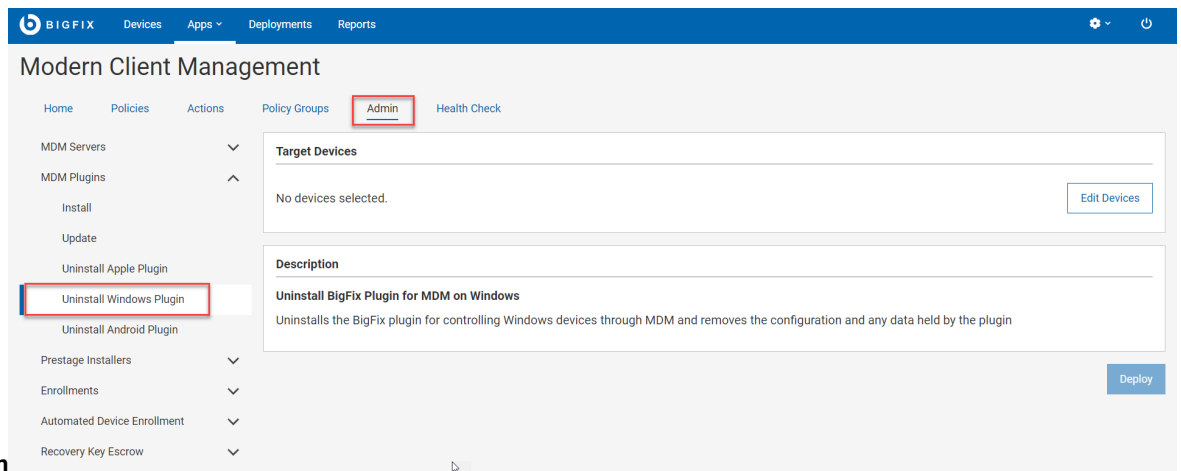 BIGFIX Devices Apps Deployments Reports
Modern Client Management
Home Policies Actions Policy Groups Admin Health Check
MDM Servers
MDM Plugins
Install
Update
Uninstall Apple Plugin
Uninstall Windows Plugin
Uninstall Android Plugin
Prestage Installers
Enrollments
Automated Device Enrollment
Recovery Key Escrow
Target Devices
No devices selected.
Edit Devices
Description
Uninstall BigFix Plugin for MDM on Windows
Uninstalls the BigFix plugin for controlling Windows devices through MDM and removes the configuration and any data held by the plugin
Deploy